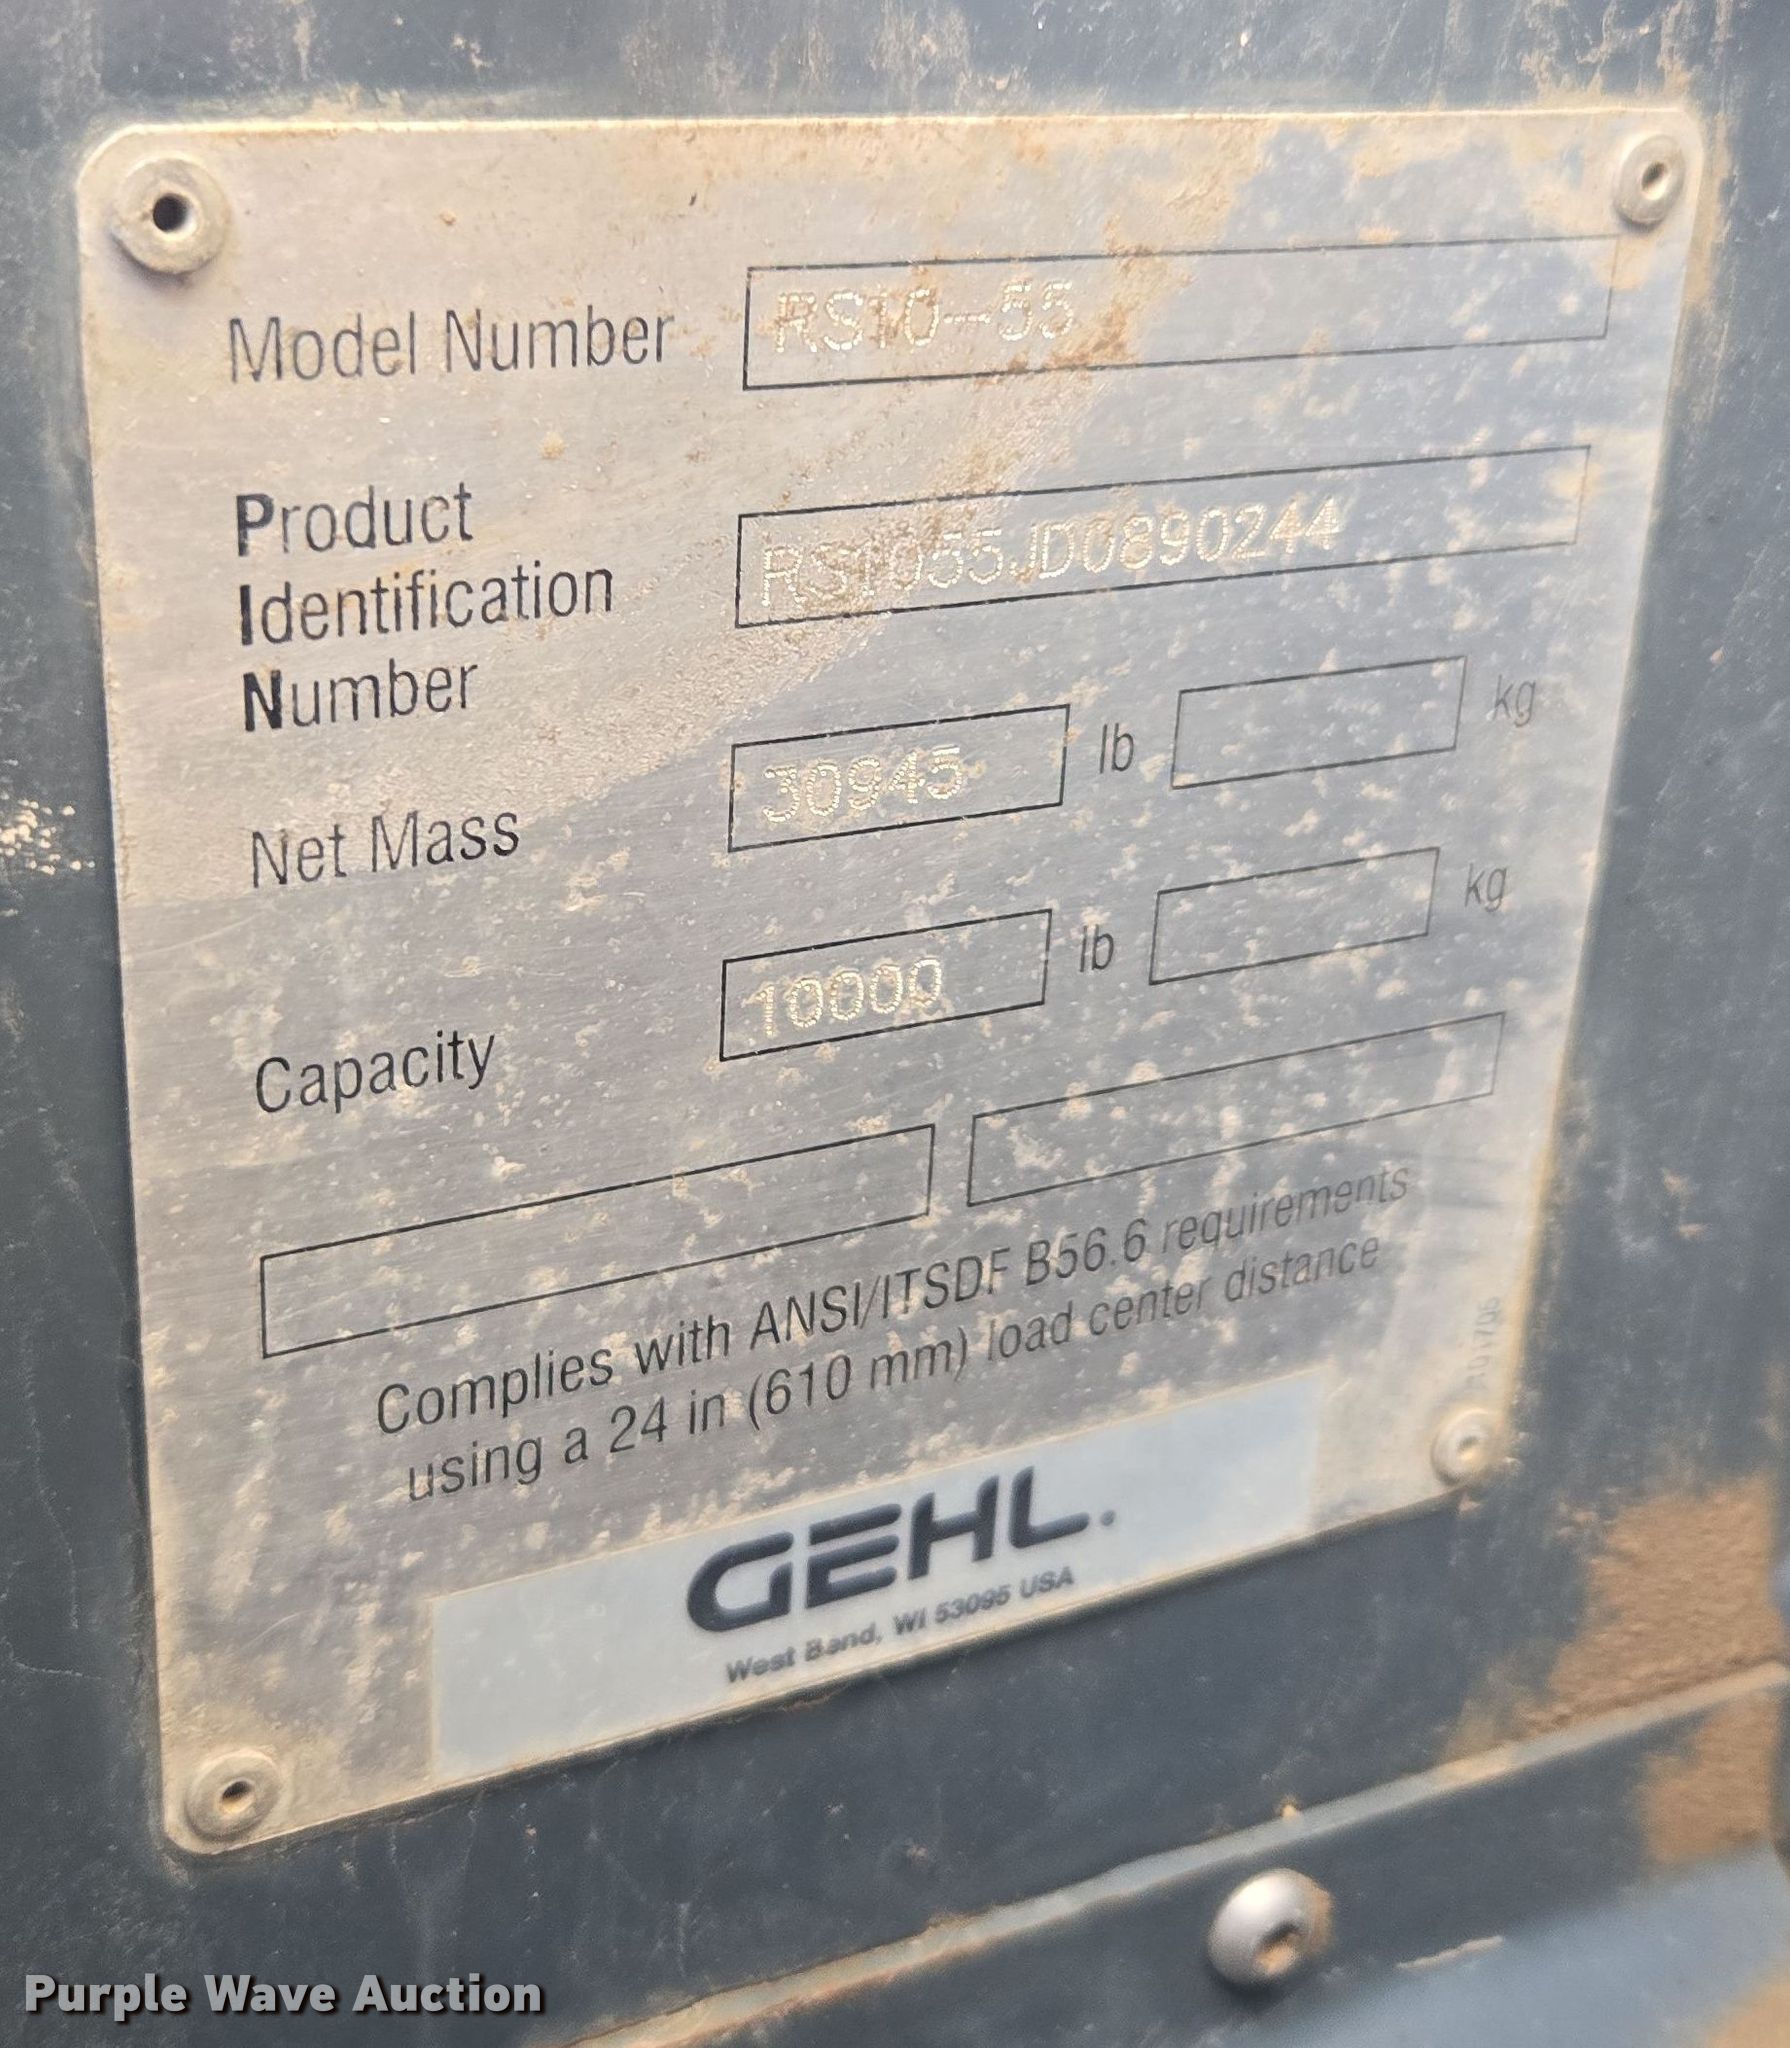 Model Number RS10-55
Product
Identification RS1055JD0890244
Number
Net Mass 30945 lb kg
Capacity 10000 lb kg
Complies with ANSI/ITSDF B56.6 requirements
using a 24 in (610 mm) load center distance
GEHL.
West Bend, WI 53095 USA
Purple Wave Auction